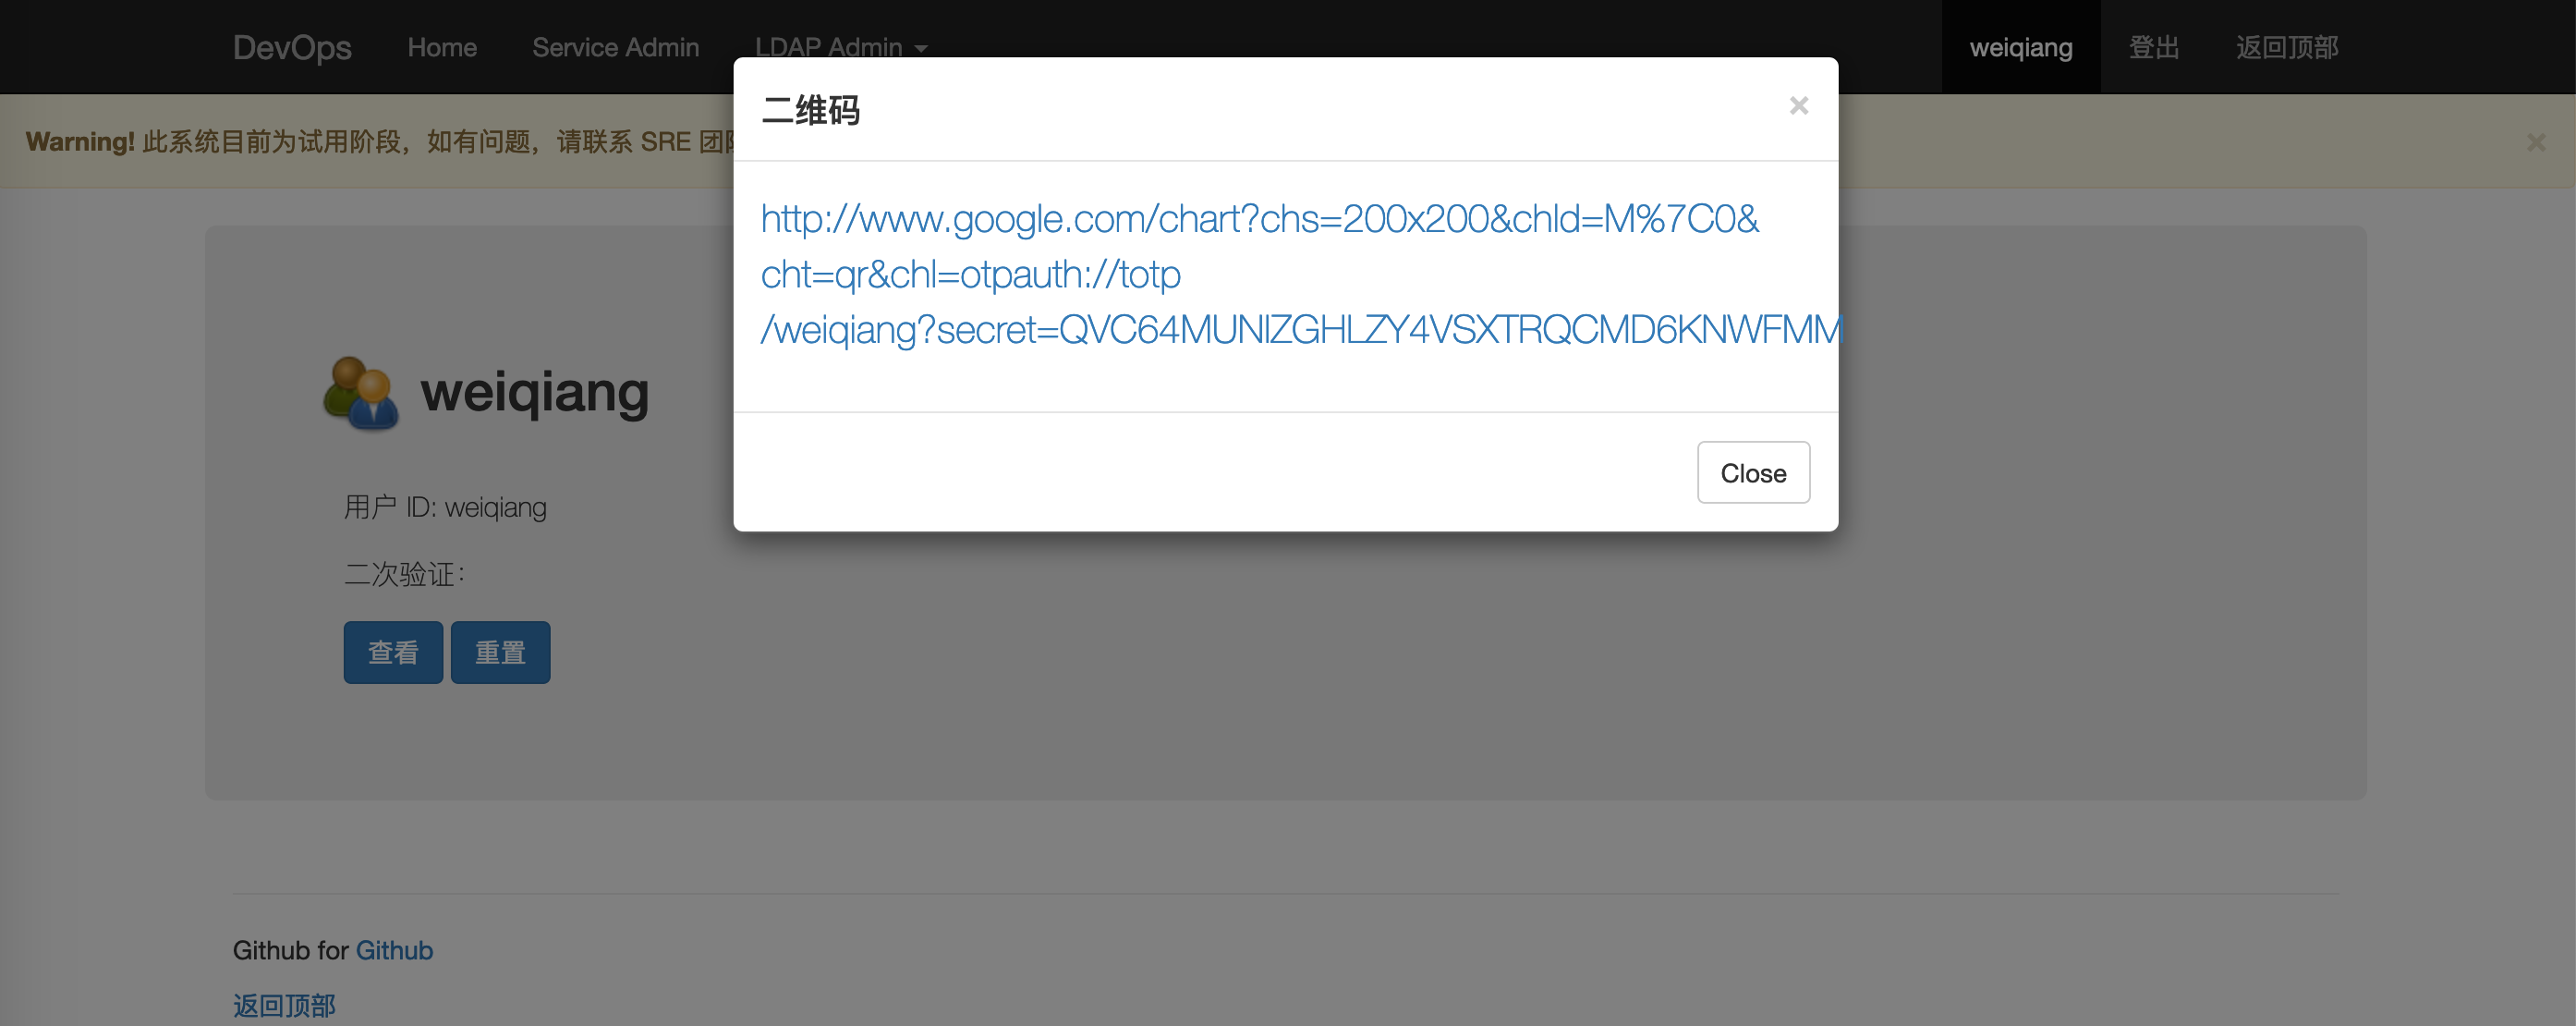 DevOps Home Service Admin LDAP Admin weiqiang 登出 返回顶部
二维码 ×
Warning! 此系统目前为试用阶段，如有问题，请联系 SRE 团 ×
http://www.google.com/chart?chs=200x200&chld=M%7C0&
cht=qr&chl=otpauth://totp
/weiqiang?secret=QVC64MUNIZGHLZY4VSXTRQCMD6KNWFMM
weiqiang
Close
用户 ID: weiqiang
二次验证：
查看 重置
Github for Github
返回顶部